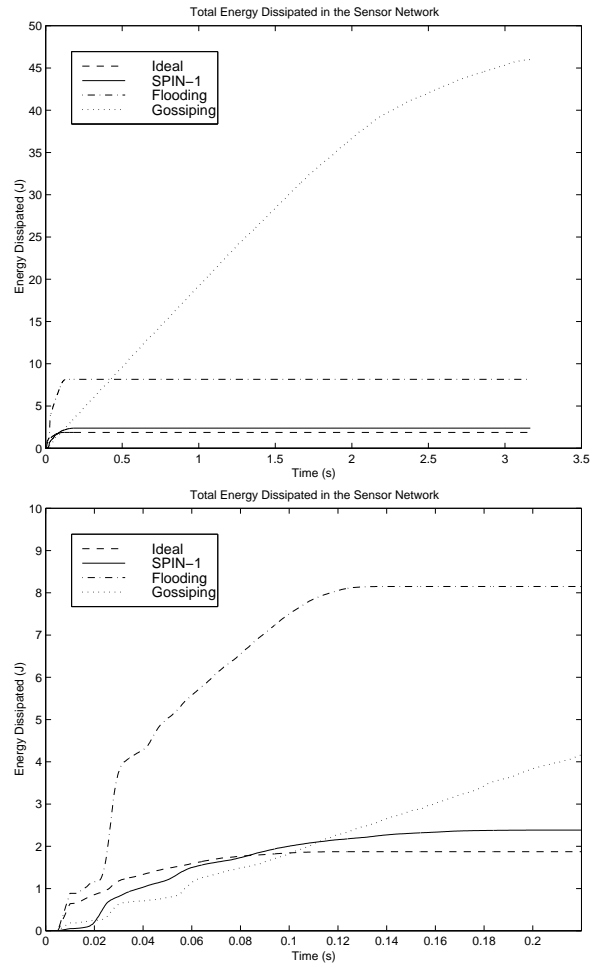 Total Energy Dissipated in the Sensor Network
50
45
40
35
30
25
20
15
10
5
0
Energy Dissipated (J)
Ideal
SPIN−1
Flooding
Gossiping
0 0.5 1 1.5 2 2.5 3 3.5
Time (s)
Total Energy Dissipated in the Sensor Network
10
9
8
7
6
5
4
3
2
1
0
Energy Dissipated (J)
Ideal
SPIN−1
Flooding
Gossiping
0 0.02 0.04 0.06 0.08 0.1 0.12 0.14 0.16 0.18 0.2
Time (s)